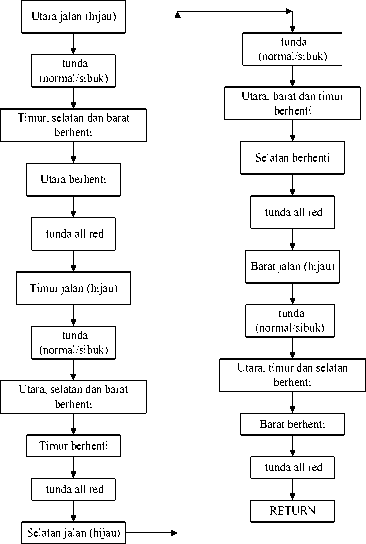 Utara jalan (hijau)
tunda
(normal/sibuk)
Timur, selatan dan barat
berhenti
Utara berhenti
tunda all red
Timur jalan (hijau)
tunda
(normal/sibuk)
Utara, selatan dan barat
berhenti
Timur berhenti
tunda all red
Selatan jalan (hijau)
tunda
(normal/sibuk)
Utara, barat dan timur
berhenti
Selatan berhenti
tunda all red
Barat jalan (hijau)
tunda
(normal/sibuk)
Utara, timur dan selatan
berhenti
Barat berhenti
tunda all red
RETURN